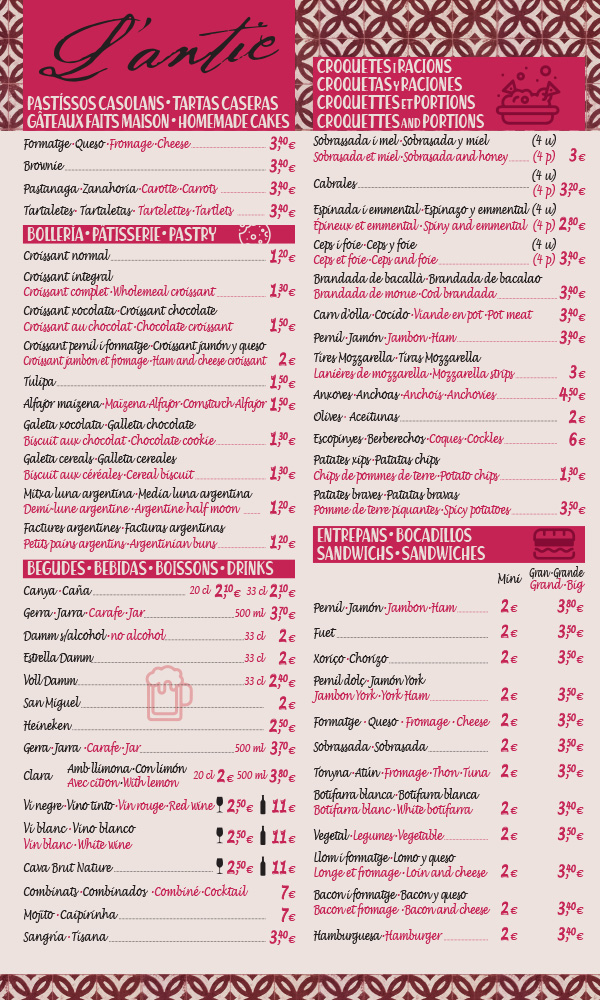 L'antic
PASTÍSSOS CASOLANS · TARTAS CASERAS
GÂTEAUX FAITS MAISON · HOMEMADE CAKES
Formatge · Queso · Fromage · Cheese 3,40 €
Brownie 3,40 €
Pastanaga · Zanahoria · Carotte · Carrots 3,40 €
Tartaletes · Tartaletas · Tartelettes · Tartlets 3,40 €
BOLLERÍA · PÂTISSERIE · PASTRY
Croissant normal 1,20 €
Croissant integral
Croissant complet · Wholemeal croissant 1,30 €
Croissant xocolata · Croissant chocolate
Croissant au chocolat · Chocolate croissant 1,50 €
Croissant pernil i formatge · Croissant jamón y queso
Croissant jambon et fromage · Ham and cheese croissant 2 €
Tulipa 1,50 €
Alfajor maizena · Maizena Alfajor · Cornstarch Alfajor 1,50 €
Galeta xocolata · Galleta chocolate
Biscuit aux chocolat · Chocolate cookie 1,30 €
Galeta cereals · Galleta cereales
Biscuit aux céréales · Cereal biscuit 1,30 €
Mitxa luna argentina · Media luna argentina
Demi-lune argentine · Argentine half moon 1,20 €
Factures argentines · Facturas argentinas
Petits pains argentins · Argentinian buns 1,20 €
BEGUDES · BEBIDAS · BOISSONS · DRINKS
Canya · Caña 20 cl 2,10 € 33 cl 2,10 €
Gerra · Jarra · Carafe · Jar 500 ml 3,70 €
Damm s/alcohol · no alcohol 33 cl 2 €
Estrella Damm 33 cl 2 €
Voll Damm 33 cl 2,40 €
San Miguel 2 €
Heineken 2,50 €
Gerra · Jarra · Carafe · Jar 500 ml 3,70 €
Clara Amb llimona · Con limón
Avec citron · With lemon 20 cl 2 € 500 ml 3,80 €
Vi negre · Vino tinto · Vin rouge · Red wine 2,50 € 11 €
Vi blanc · Vino blanco
Vin blanc · White wine 2,50 € 11 €
Cava Brut Nature 2,50 € 11 €
Combinats · Combinados · Combiné · Cocktail 7 €
Mojito · Caipirinha 7 €
Sangría · Tisana 3,40 €
CROQUETES I RACIONS
CROQUETAS Y RACIONES
CROQUETTES ET PORTIONS
CROQUETTES AND PORTIONS
Sobrassada i mel · Sobrasada y miel (4 u)
Sobrasada et miel · Sobrasada and honey (4 p) 3 €
Cabrales (4 u)
(4 p) 3,20 €
Espinada i emmental · Espinazo y emmental (4 u)
Épineux et emmental · Spiny and emmental (4 p) 2,80 €
Ceps i foie · Ceps y foie (4 u)
Ceps et foie · Ceps and foie (4 p) 3,40 €
Brandada de bacallà · Brandada de bacalao
Brandada de morue · Cod brandada 3,40 €
Carn d'olla · Cocido · Viande en pot · Pot meat 3,40 €
Pernil · Jamón · Jambon · Ham 3,40 €
Tires Mozzarella · Tiras Mozzarella
Lanières de mozzarella · Mozzarella strips 3 €
Anxoves · Anchoas · Anchois · Anchovies 4,50 €
Olives · Aceitunas 2 €
Escopinyes · Berberechos · Coques · Cockles 6 €
Patates xips · Patatas chips
Chips de pommes de terre · Potato chips 1,30 €
Patates braves · Patatas bravas
Pomme de terre piquantes · Spicy potatoes 3,50 €
ENTREPANS · BOCADILLOS
SANDWICHS · SANDWICHES
Mini Gran · Grande
Grand · Big
Pernil · Jamón · Jambon · Ham 2 € 3,80 €
Fuet 2 € 3,50 €
Xoriço · Chorizo 2 € 3,50 €
Pernil dolç · Jamón York
Jambon York · York Ham 2 € 3,50 €
Formatge · Queso · Fromage · Cheese 2 € 3,50 €
Sobrassada · Sobrasada 2 € 3,50 €
Tonyna · Atún · Fromage · Thon · Tuna 2 € 3,50 €
Botifarra blanca · Botifarra blanca
Botifarra blanc · White botifarra 2 € 3,40 €
Vegetal · Legumes · Vegetable 2 € 3,50 €
Llom i formatge · Lomo y queso
Longe et fromage · Loin and cheese 2 € 3,40 €
Bacon i formatge · Bacon y queso
Bacon et fromage · Bacon and cheese 2 € 3,40 €
Hamburguesa · Hamburger 2 € 3,40 €